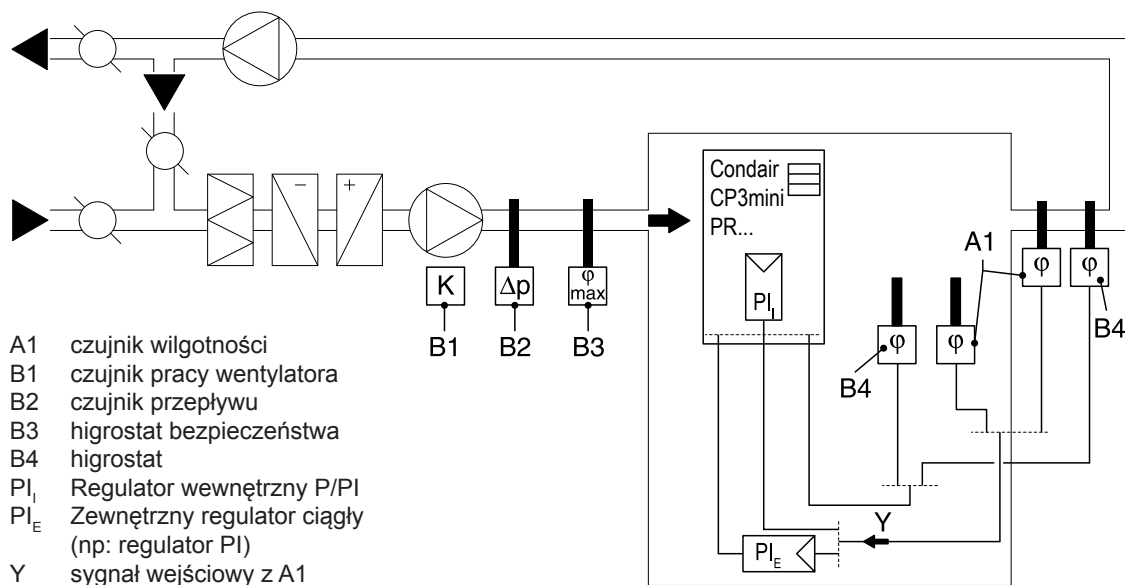 Condair
CP3mini
PR...
PI_I
− +
K
Δp
φ
max
B1
B2
B3
A1
φ
φ
φ
φ
B4
B4
Y
PI_E
A1 czujnik wilgotności
B1 czujnik pracy wentylatora
B2 czujnik przepływu
B3 higrostat bezpieczeństwa
B4 higrostat
PI_I Regulator wewnętrzny P/PI
PI_E Zewnętrzny regulator ciągły
(np: regulator PI)
Y sygnał wejściowy z A1